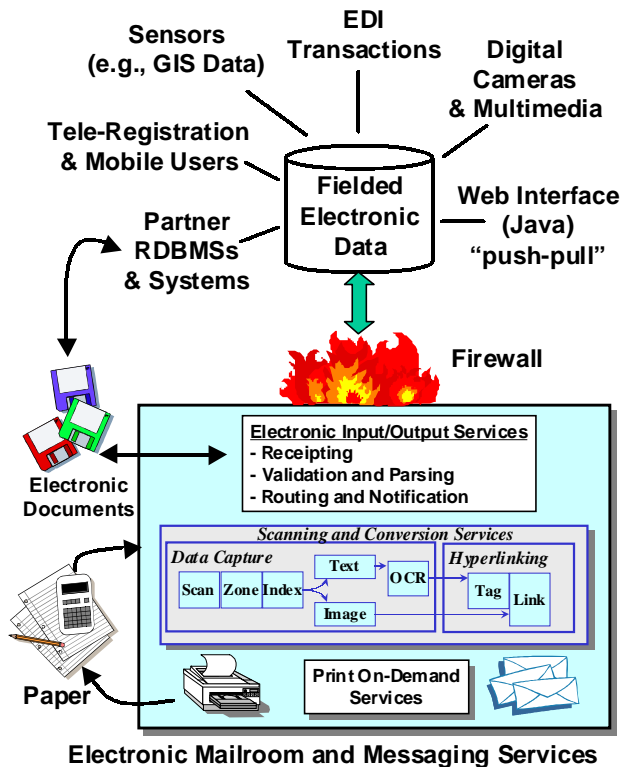 EDI
Transactions
Sensors
(e.g., GIS Data)
Digital
Cameras
& Multimedia
Tele-Registration
& Mobile Users
Fielded
Electronic
Data
Web Interface
(Java)
“push-pull”
Partner
RDBMSs
& Systems
Firewall
Electronic Input/Output Services
- Receipting
- Validation and Parsing
- Routing and Notification
Electronic
Documents
Scanning and Conversion Services
Data Capture
Hyperlinking
Scan
Zone
Index
Text
Image
OCR
Tag
Link
Paper
Print On-Demand
Services
Electronic Mailroom and Messaging Services